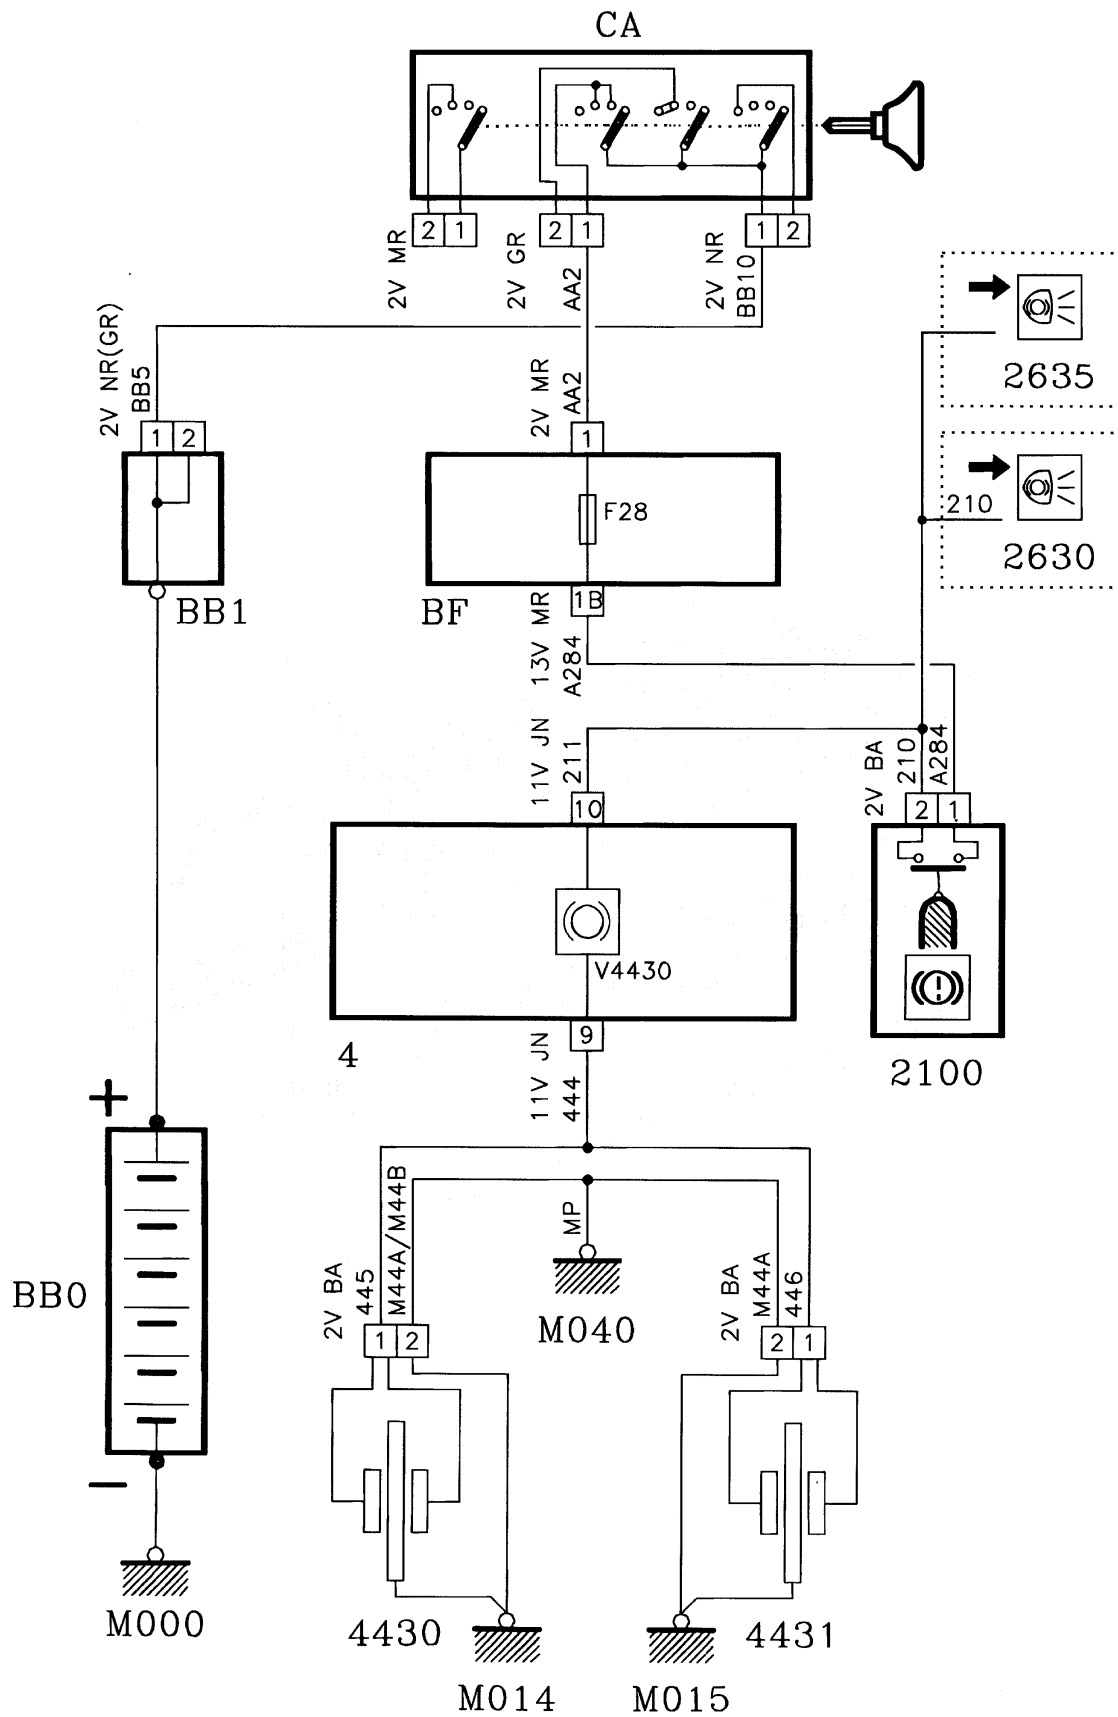 CA
2 1
2 1
1 2
2V MR
2V GR
AA2
2V NR
BB10
2V NR(GR)
BB5
2V MR
AA2
2635
1 2
1
F28
210
2630
BB1
BF
1B
13V MR
A284
11V JN
211
2V BA
210
A284
10
2 1
V4430
4
9
11V JN
444
2100
+
M44A/M44B
MP
2V BA
445
2V BA
M44A
446
BB0
M040
1 2
2 1
−
M000
4430
4431
M014
M015